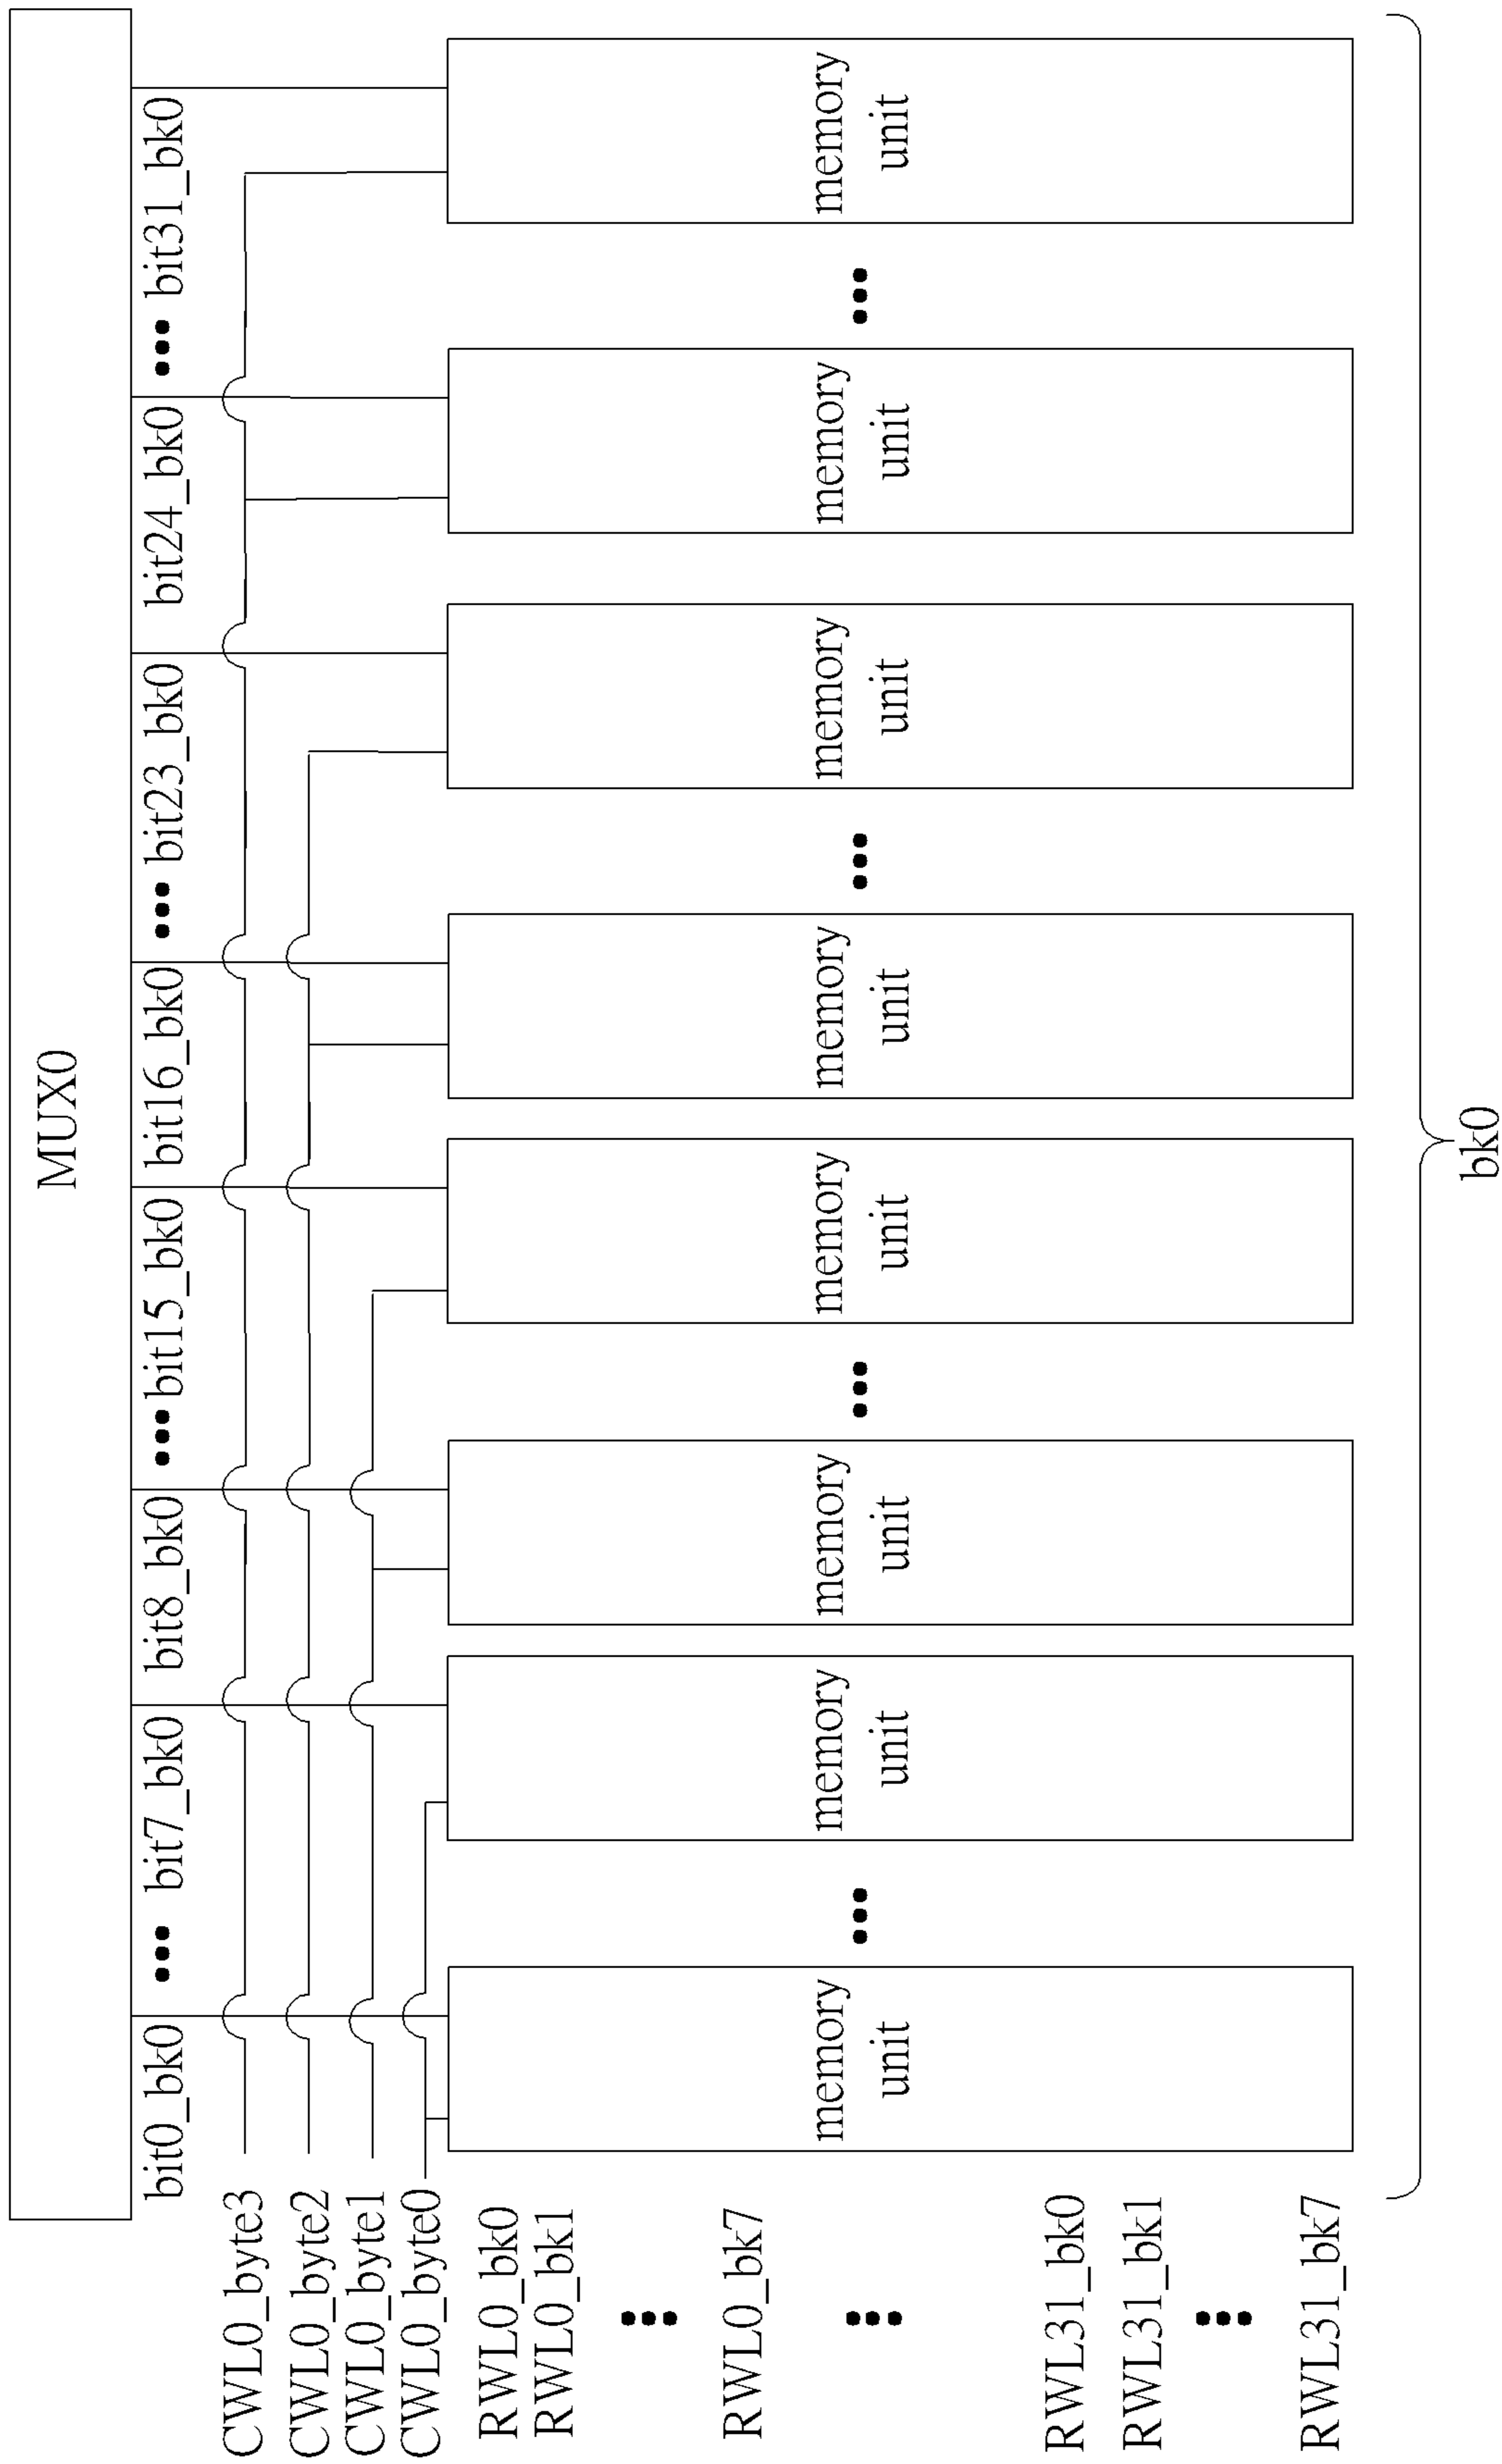 MUX0
bit0_bk0 ••• bit7_bk0 bit8_bk0 ••• bit15_bk0 bit16_bk0 ••• bit23_bk0 bit24_bk0 ••• bit31_bk0
CWL0_byte3
CWL0_byte2
CWL0_byte1
CWL0_byte0
RWL0_bk0
RWL0_bk1
RWL0_bk7
memory memory memory memory memory memory memory memory
unit ••• unit unit ••• unit unit ••• unit unit ••• unit
RWL31_bk0
RWL31_bk1
RWL31_bk7
bk0